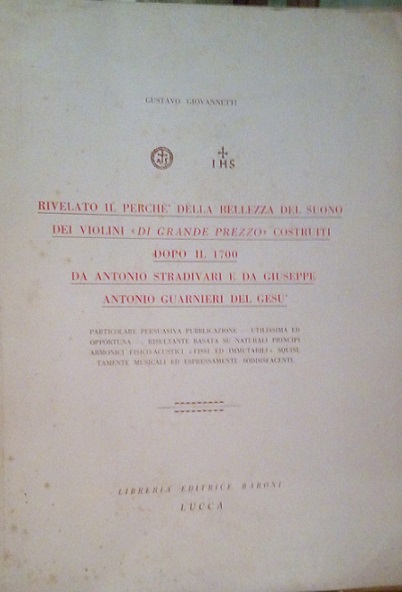 GUSTAVO GIOVANNETTI
IHS
RIVELATO IL PERCHE' DELLA BELLEZZA DEL SUONO
DEI VIOLINI «DI GRANDE PREZZO» COSTRUITI
DOPO IL 1700
DA ANTONIO STRADIVARI E DA GIUSEPPE
ANTONIO GUARNIERI DEL GESU'
PARTICOLARE PERSUASIVA PUBBLICAZIONE - UTILISSIMA ED
OPPORTUNA - RISULTANTE BASATA SU NATURALI PRINCIPI
ARMONICI FISICO-ACUSTICI «FISSI ED IMMUTABILI» SQUISI-
TAMENTE MUSICALI ED ESPRESSAMENTE SODDISFACENTI
LIBRERIA EDITRICE BARONI
LUCCA